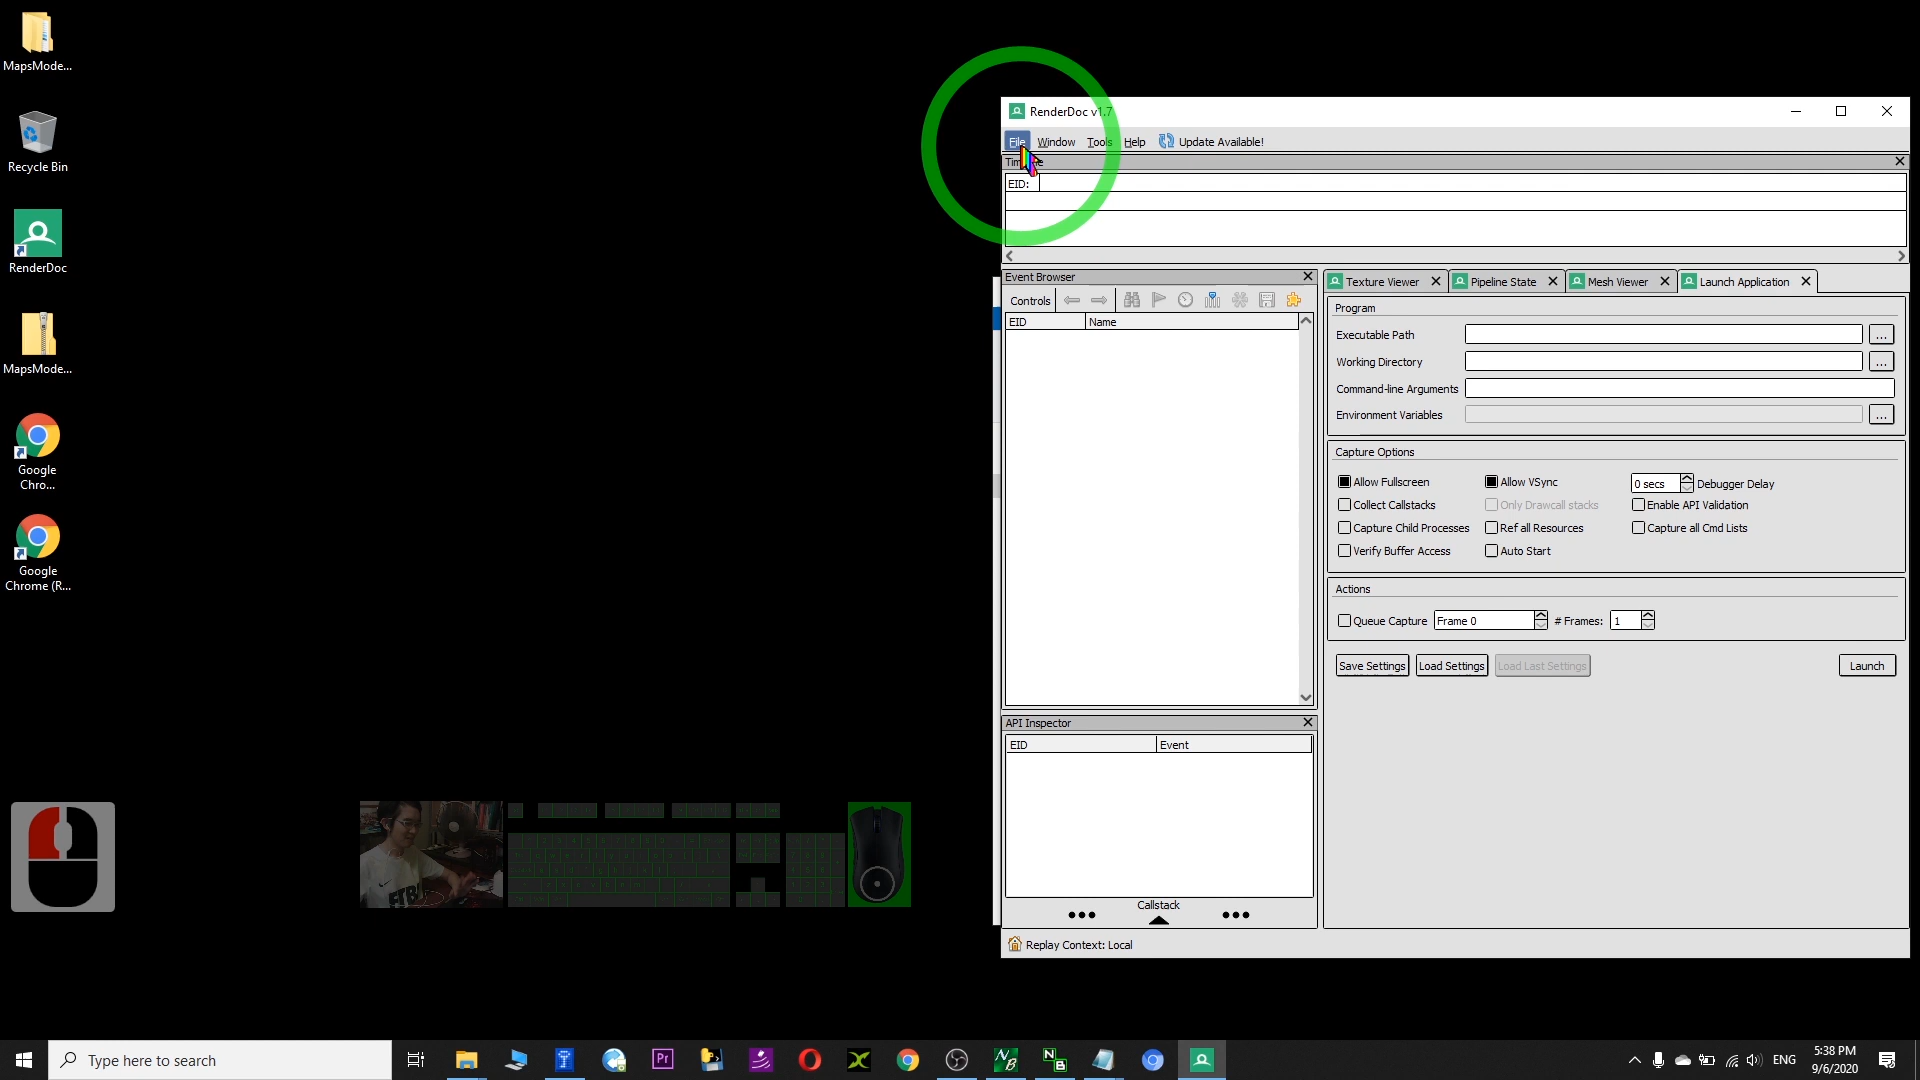 MapsMode...
Recycle Bin
RenderDoc
MapsMode...
Google
Chro...
Google
Chrome (R...
RenderDoc v1.7
File Window Tools Help Update Available!
EID:
Event Browser
Controls
EID Name
API Inspector
EID Event
Callstack
Replay Context: Local
Texture Viewer Pipeline State Mesh Viewer Launch Application
Program
Executable Path ...
Working Directory ...
Command-line Arguments
Environment Variables ...
Capture Options
Allow Fullscreen Allow VSync 0 secs Debugger Delay
Collect Callstacks Only Drawcall stacks Enable API Validation
Capture Child Processes Ref all Resources Capture all Cmd Lists
Verify Buffer Access Auto Start
Actions
Queue Capture Frame 0 # Frames: 1
Save Settings Load Settings Load Last Settings Launch
Type here to search
Pr
N B
N B
ENG
5:38 PM
9/6/2020